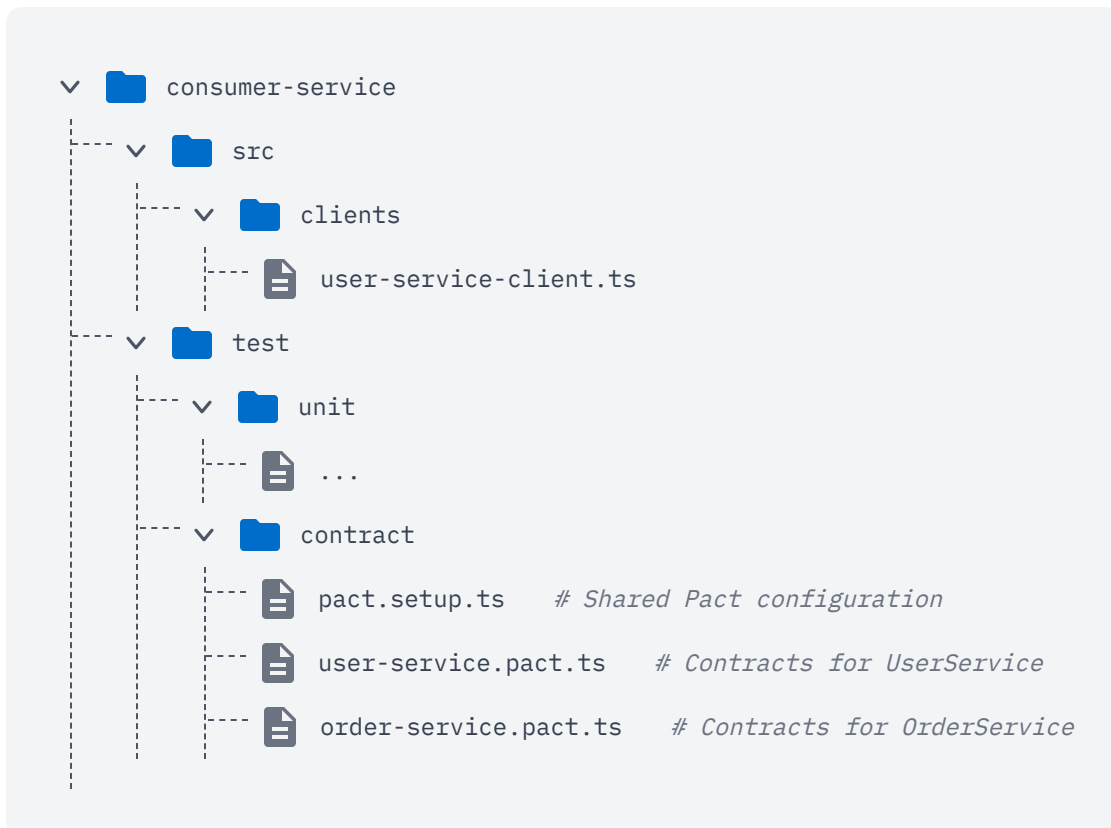 consumer-service
src
clients
user-service-client.ts
test
unit
...
contract
pact.setup.ts # Shared Pact configuration
user-service.pact.ts # Contracts for UserService
order-service.pact.ts # Contracts for OrderService